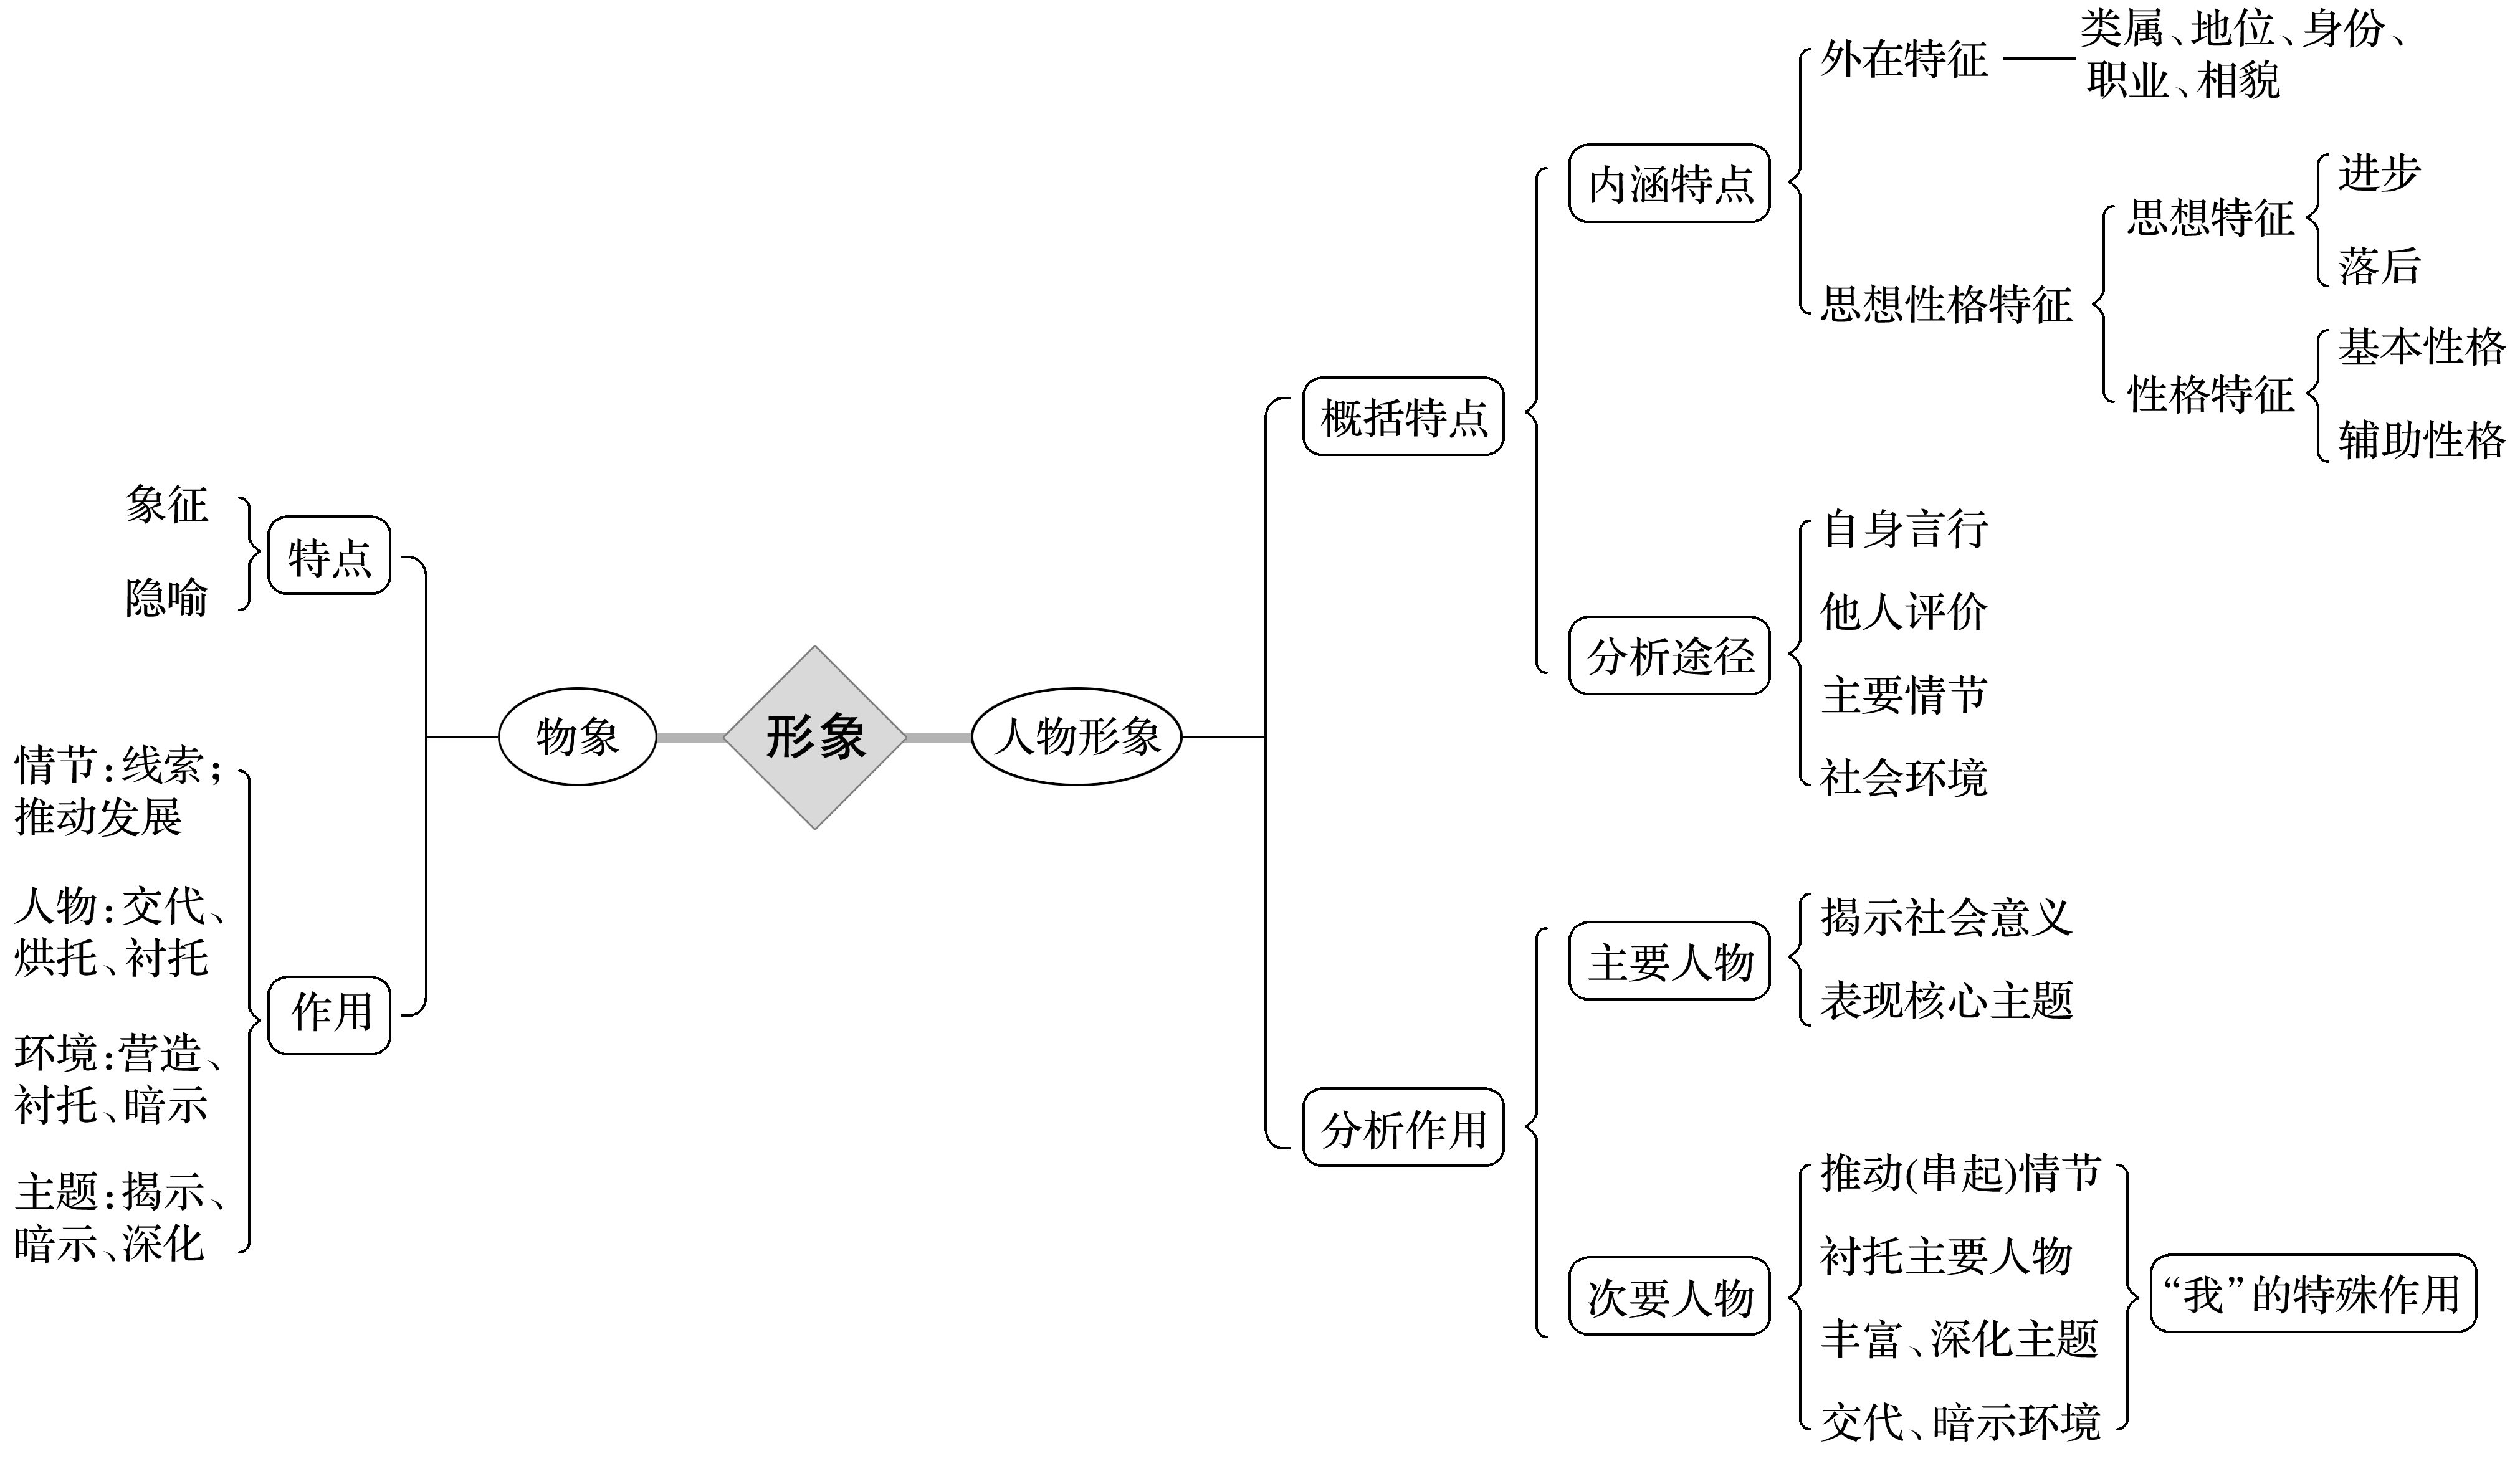 形象
物象
特点
象征
隐喻
作用
情节:线索;
推动发展
人物:交代、
烘托、衬托
环境:营造、
衬托、暗示
主题:揭示、
暗示、深化
人物形象
概括特点
内涵特点
外在特征
类属、地位、身份、
职业、相貌
思想性格特征
思想特征
进步
落后
性格特征
基本性格
辅助性格
分析途径
自身言行
他人评价
主要情节
社会环境
分析作用
主要人物
揭示社会意义
表现核心主题
次要人物
推动(串起)情节
衬托主要人物
丰富、深化主题
交代、暗示环境
“我”的特殊作用